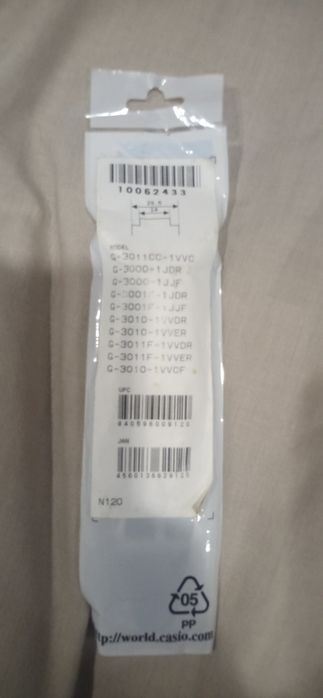 10062433
MODEL
G-3011CC-1VVC
G-3000-1JDR
G-3000-1JJF
G-3001F-1JDR
G-3001F-1JJF
G-3010-1VVDR
G-3010-1VVER
G-3011F-1VVDR
G-3011F-1VVER
G-3010-1VVCF
UPC
JAN
N120
05
PP
tp://world.casio.com